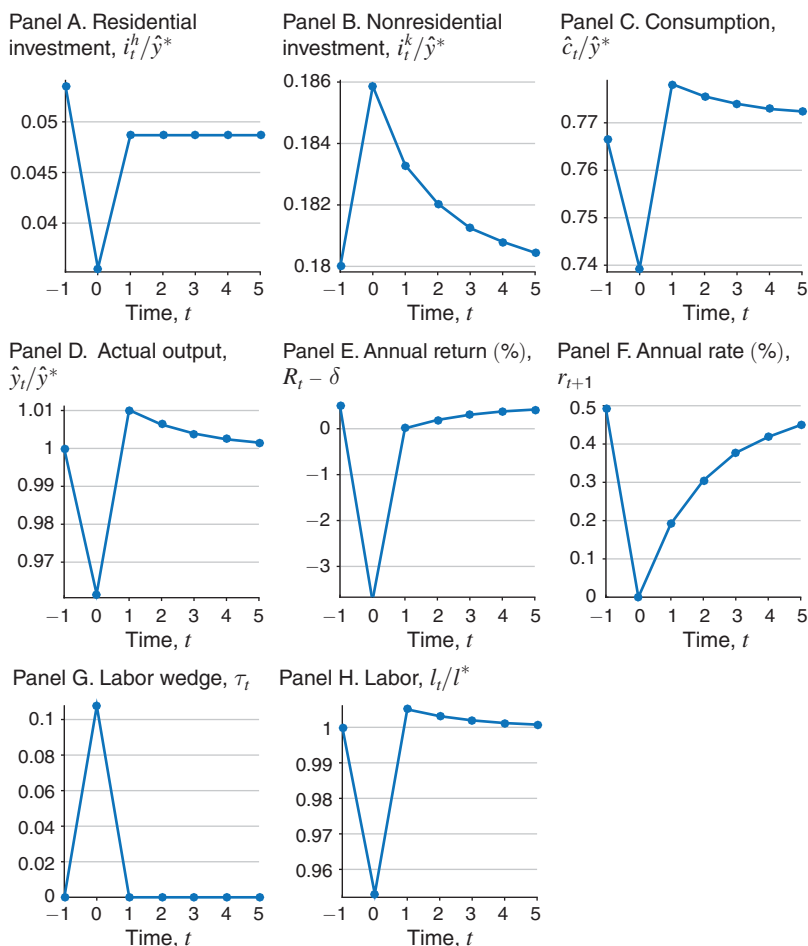 Panel A. Residential
investment, i_t^h/ŷ*
0.05
0.045
0.04
−1 0 1 2 3 4 5
Time, t
Panel B. Nonresidential
investment, i_t^k/ŷ*
0.186
0.184
0.182
0.18
−1 0 1 2 3 4 5
Time, t
Panel C. Consumption,
ĉ_t/ŷ*
0.77
0.76
0.75
0.74
−1 0 1 2 3 4 5
Time, t
Panel D. Actual output,
ŷ_t/ŷ*
1.01
1
0.99
0.98
0.97
−1 0 1 2 3 4 5
Time, t
Panel E. Annual return (%),
R_t − δ
0
−1
−2
−3
−1 0 1 2 3 4 5
Time, t
Panel F. Annual rate (%),
r_{t+1}
0.5
0.4
0.3
0.2
0.1
0
−1 0 1 2 3 4 5
Time, t
Panel G. Labor wedge, τ_t
0.1
0.08
0.06
0.04
0.02
0
−1 0 1 2 3 4 5
Time, t
Panel H. Labor, l_t/l*
1
0.99
0.98
0.97
0.96
−1 0 1 2 3 4 5
Time, t